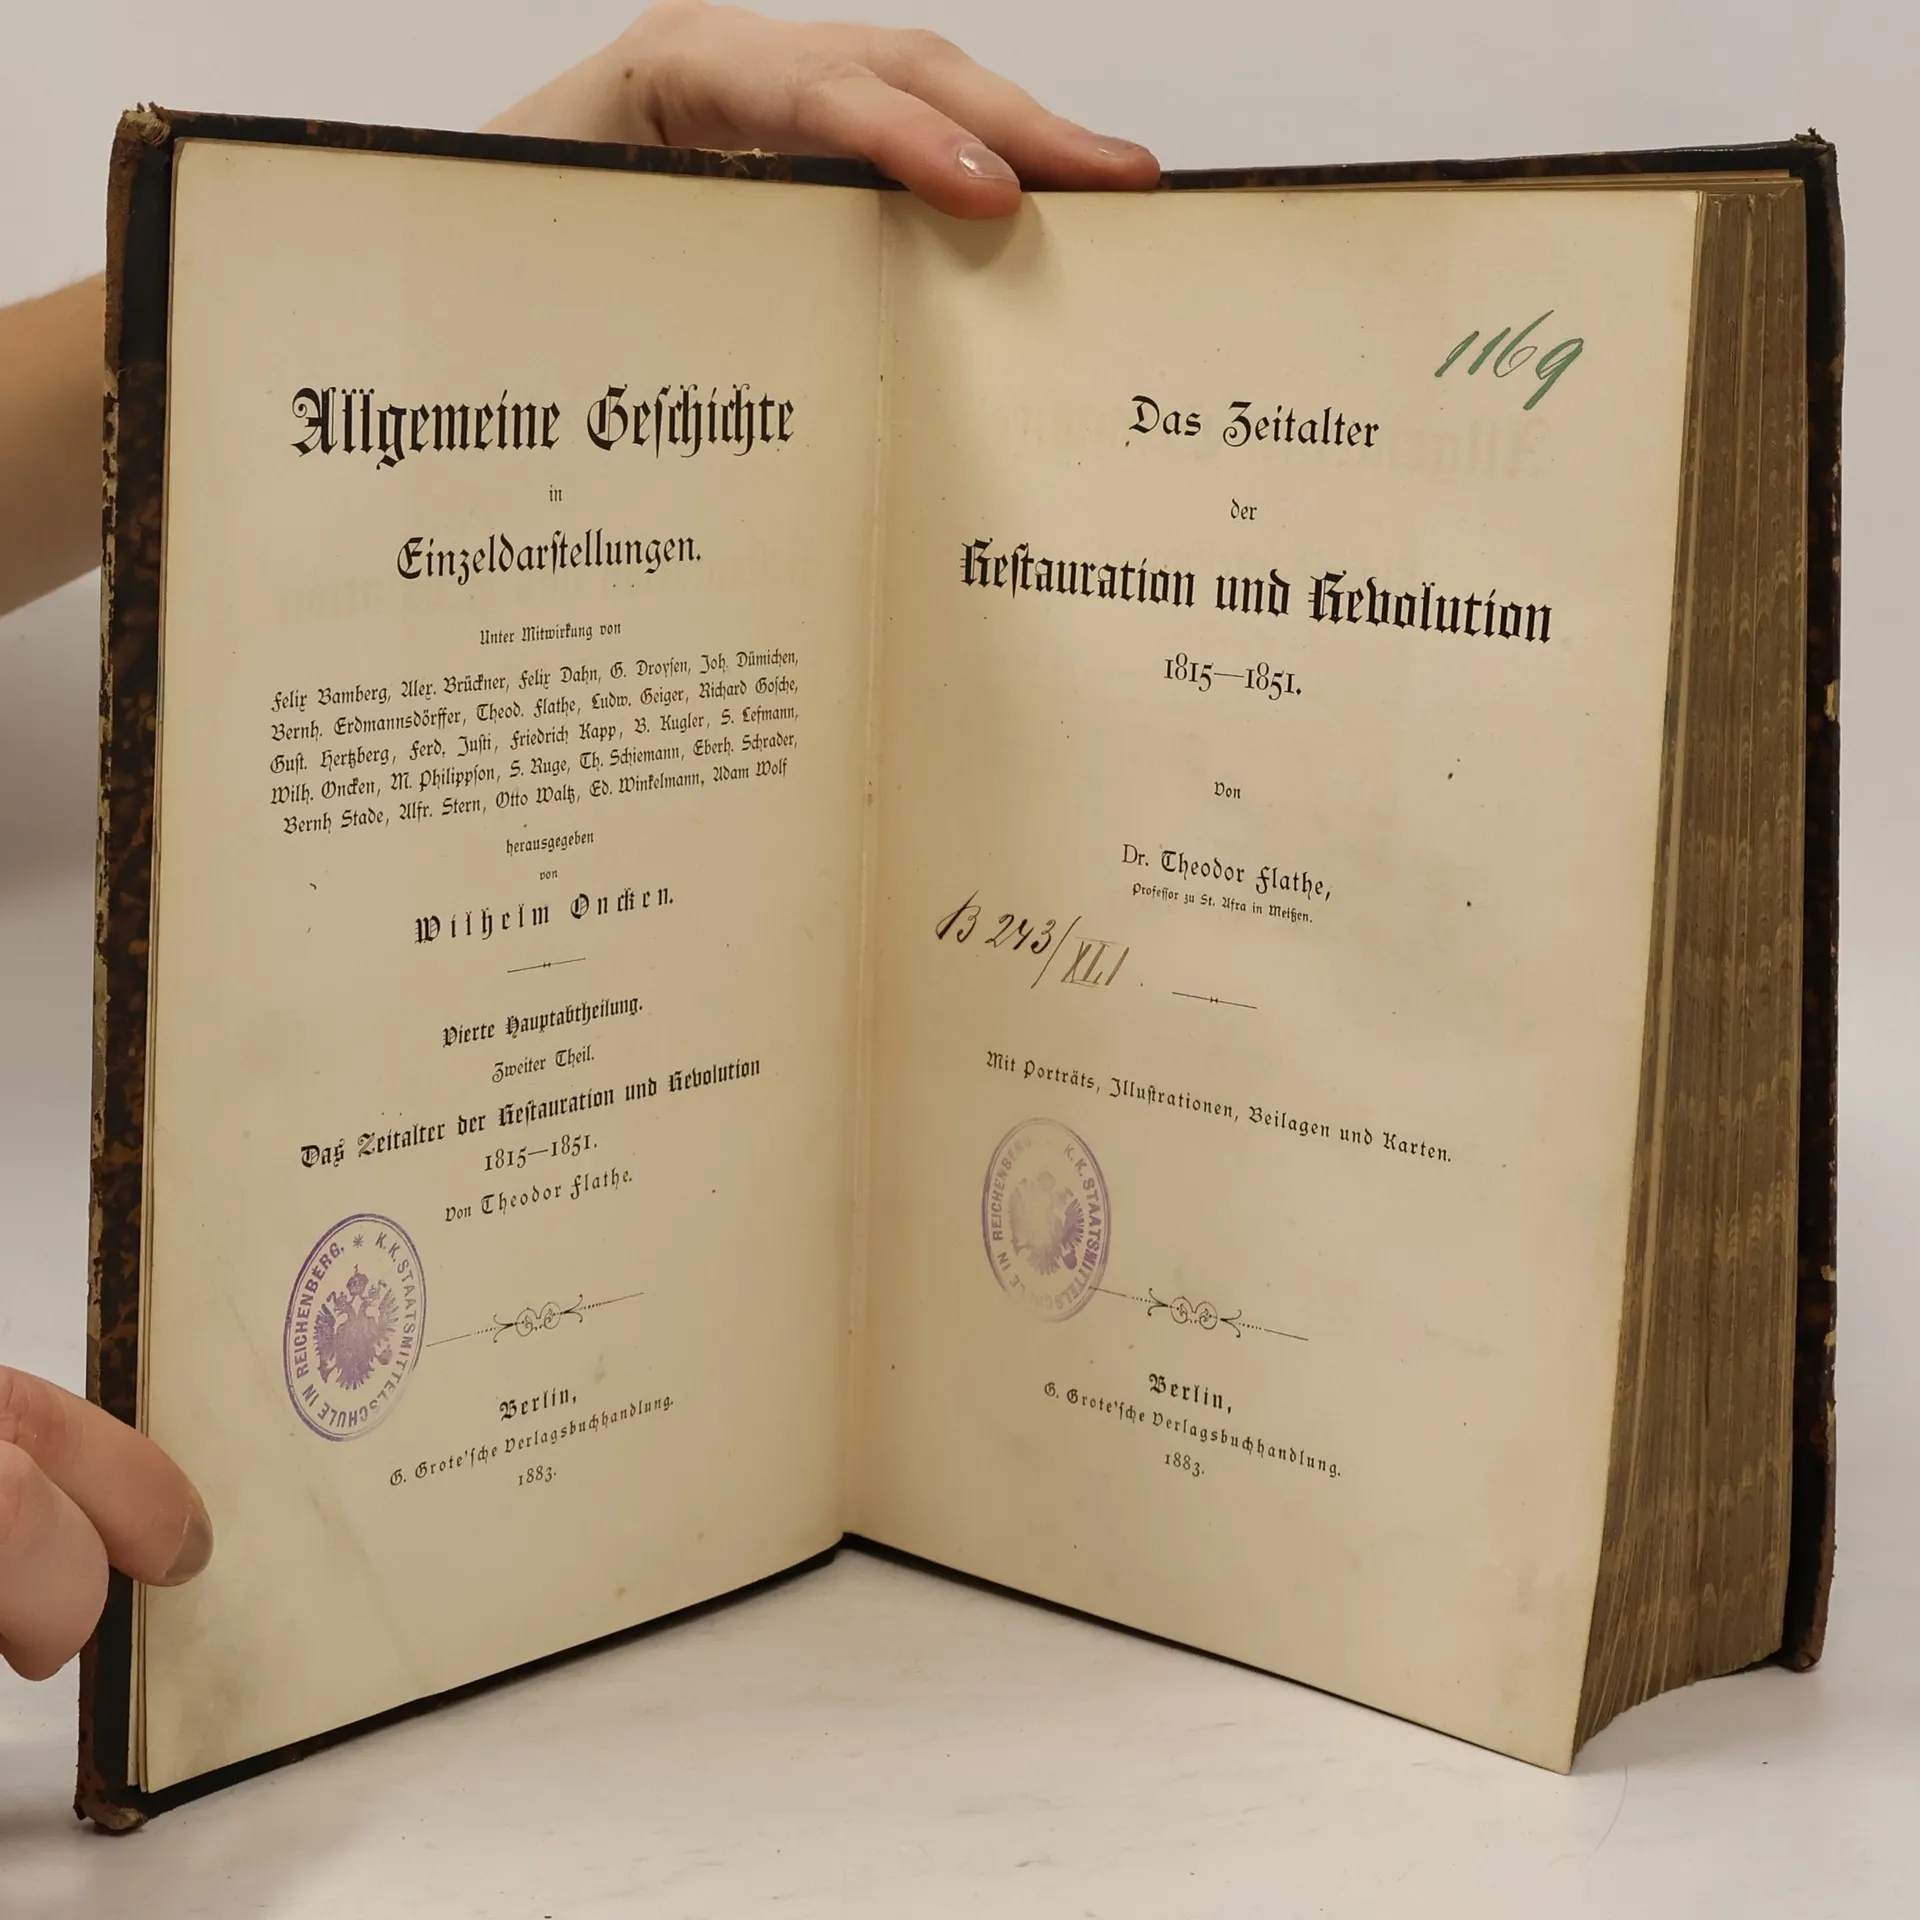 Allgemeine Geschichte
in
Einzeldarstellungen.
Unter Mitwirkung von
Felix Bamberg, Alex. Brückner, Felix Dahn, G. Droysen, Joh. Dümichen,
Bernh. Erdmannsdörffer, Theod. Flathe, Ludw. Geiger, Richard Gosche,
Gust. Hertzberg, Ferd. Justi, Friedrich Kapp, B. Kugler, S. Lefmann,
Wilh. Oncken, M. Philippson, S. Ruge, Th. Schiemann, Eberh. Schrader,
Bernh Stade, Alfr. Stern, Otto Waltz, Ed. Winkelmann, Adam Wolf
herausgegeben
von
Wilhelm Oncken.
Vierte Hauptabtheilung.
Zweiter Theil.
Das Zeitalter der Restauration und Revolution
1815—1851.
Von Theodor Flathe.
K. K. STAATSMITTELSCHULE IN REICHENBERG. *
Berlin,
G. Grote'sche Verlagsbuchhandlung.
1883.
1169
Das Zeitalter
der
Restauration und Revolution
1815—1851.
Von
Dr. Theodor Flathe,
Professor zu St. Afra in Meißen.
B 243/XI,1
Mit Porträts, Illustrationen, Beilagen und Karten.
K. K. STAATSMITTELSCHULE IN REICHENBERG
Berlin,
G. Grote'sche Verlagsbuchhandlung.
1883.